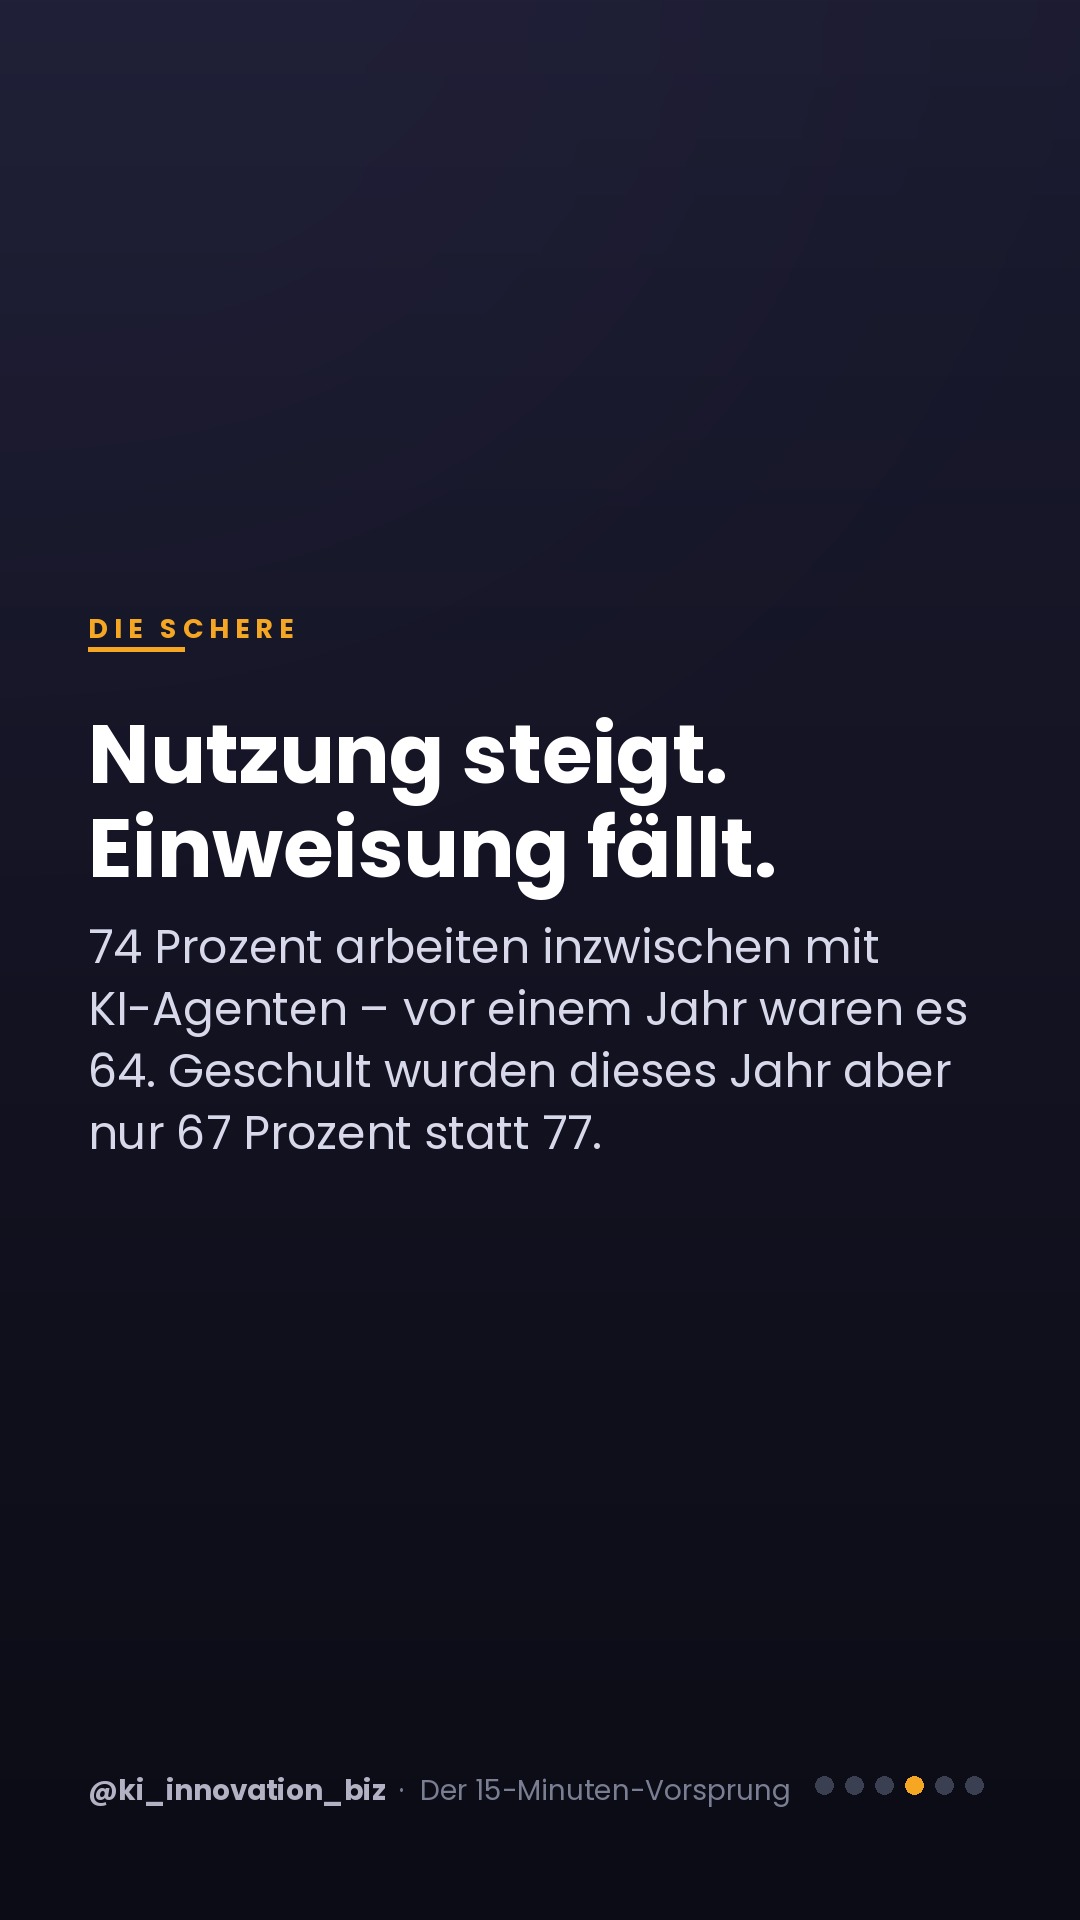 DIE SCHERE
Nutzung steigt.
Einweisung fällt.
74 Prozent arbeiten inzwischen mit
KI-Agenten – vor einem Jahr waren es
64. Geschult wurden dieses Jahr aber
nur 67 Prozent statt 77.
@ki_innovation_biz · Der 15-Minuten-Vorsprung